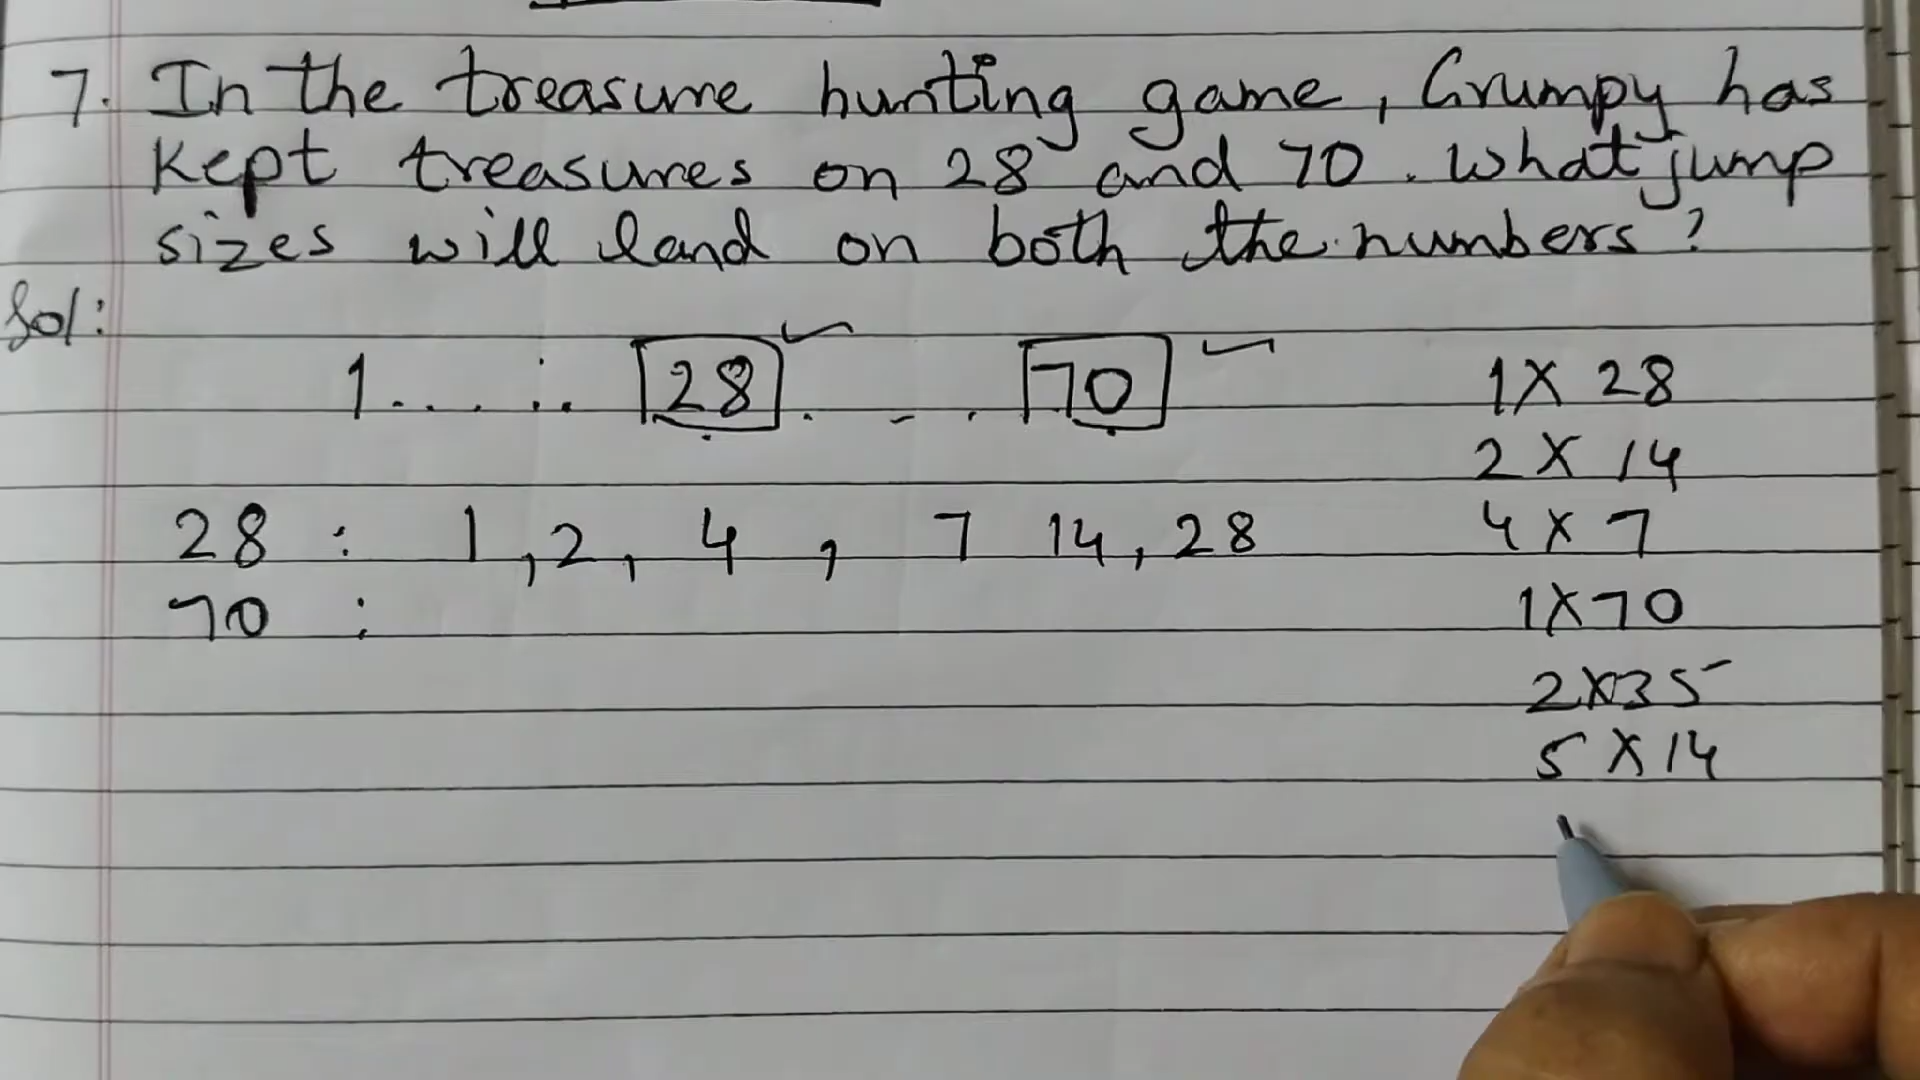 7. In the treasure hunting game, Grumpy has
kept treasures on 28 and 70. What jump
sizes will land on both the numbers?
Sol:
1. . . . . . . 28 . - . 70
1 X 28
2 X 14
28 : 1, 2, 4, 7 14, 28
4 X 7
70 :
1 X 70
2 X 35
5 X 14